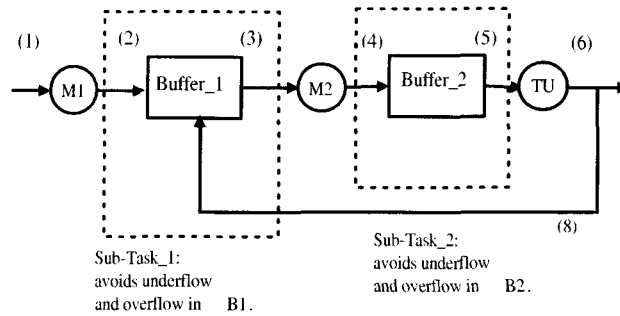 (1)
(2)
(3)
(4)
(5)
(6)
M1
Buffer_1
M2
Buffer_2
TU
(8)
Sub-Task_1:
avoids underflow
and overflow in B1.
Sub-Task_2:
avoids underflow
and overflow in B2.